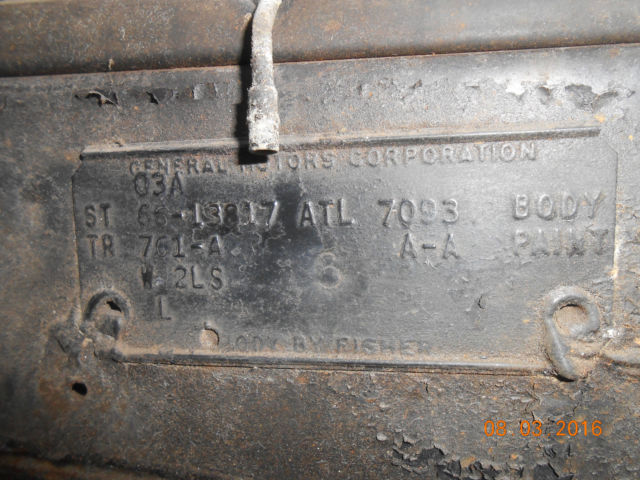 GENERAL MOTORS CORPORATION
03A
ST 66-13817 ATL 7093 BODY
TR 761-A A-A PAINT
W 2LS
L
BODY BY FISHER
08.03.2016